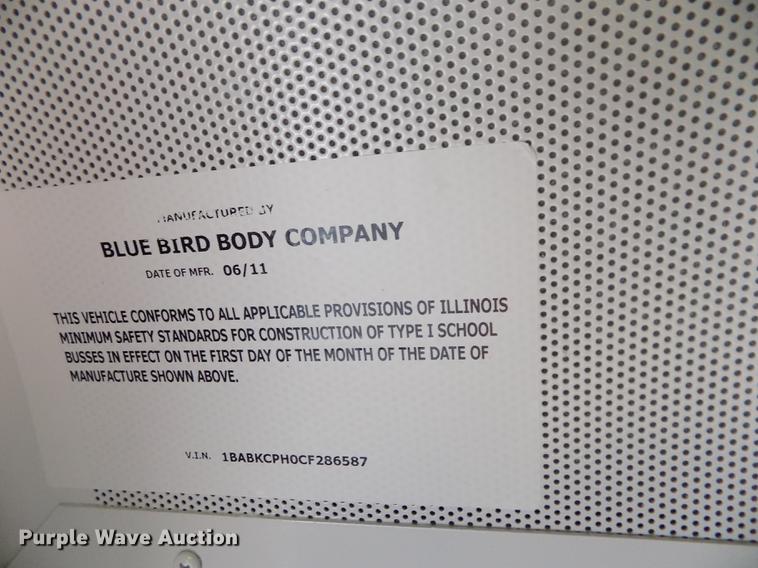 MANUFACTURED BY
BLUE BIRD BODY COMPANY
DATE OF MFR. 06/11
THIS VEHICLE CONFORMS TO ALL APPLICABLE PROVISIONS OF ILLINOIS
MINIMUM SAFETY STANDARDS FOR CONSTRUCTION OF TYPE I SCHOOL
BUSSES IN EFFECT ON THE FIRST DAY OF THE MONTH OF THE DATE OF
MANUFACTURE SHOWN ABOVE.
V.I.N. 1BABKCPH0CF286587
Purple Wave Auction